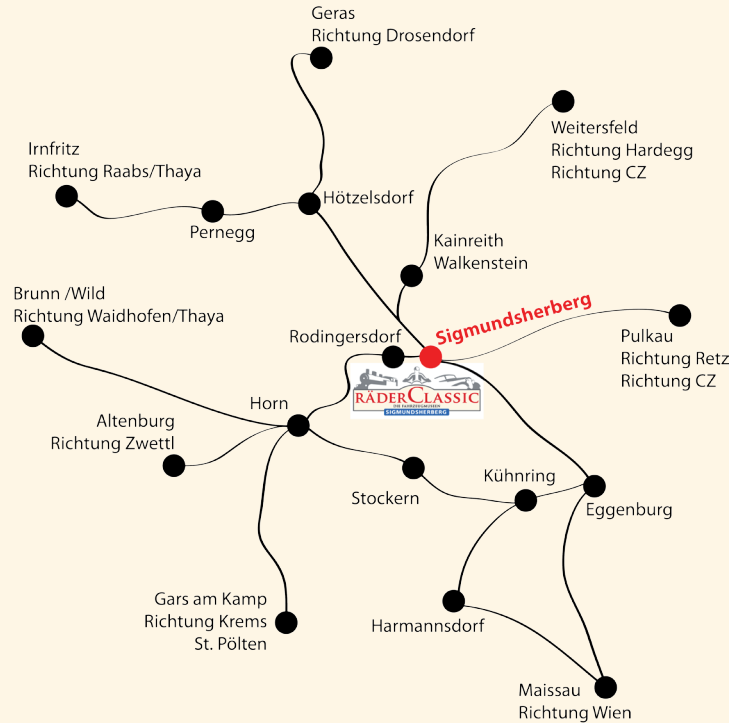 Geras
Richtung Drosendorf
Weitersfeld
Richtung Hardegg
Richtung CZ
Irnfritz
Richtung Raabs/Thaya
Hötzelsdorf
Pernegg
Kainreith
Walkenstein
Brunn /Wild
Richtung Waidhofen/Thaya
Sigmundsherberg
Rodingersdorf
Pulkau
Richtung Retz
Richtung CZ
RÄDERCLASSIC
DIE FAHRZEUGMUSEEN
SIGMUNDSHERBERG
Horn
Altenburg
Richtung Zwettl
Stockern
Kühnring
Eggenburg
Gars am Kamp
Richtung Krems
St. Pölten
Harmannsdorf
Maissau
Richtung Wien